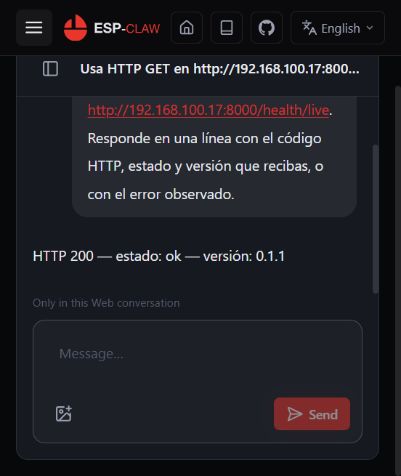 ESP-CLAW
English
Usa HTTP GET en http://192.168.100.17:800...
http://192.168.100.17:8000/health/live.
Responde en una línea con el código
HTTP, estado y versión que recibas, o
con el error observado.
HTTP 200 — estado: ok — versión: 0.1.1
Only in this Web conversation
Message...
Send